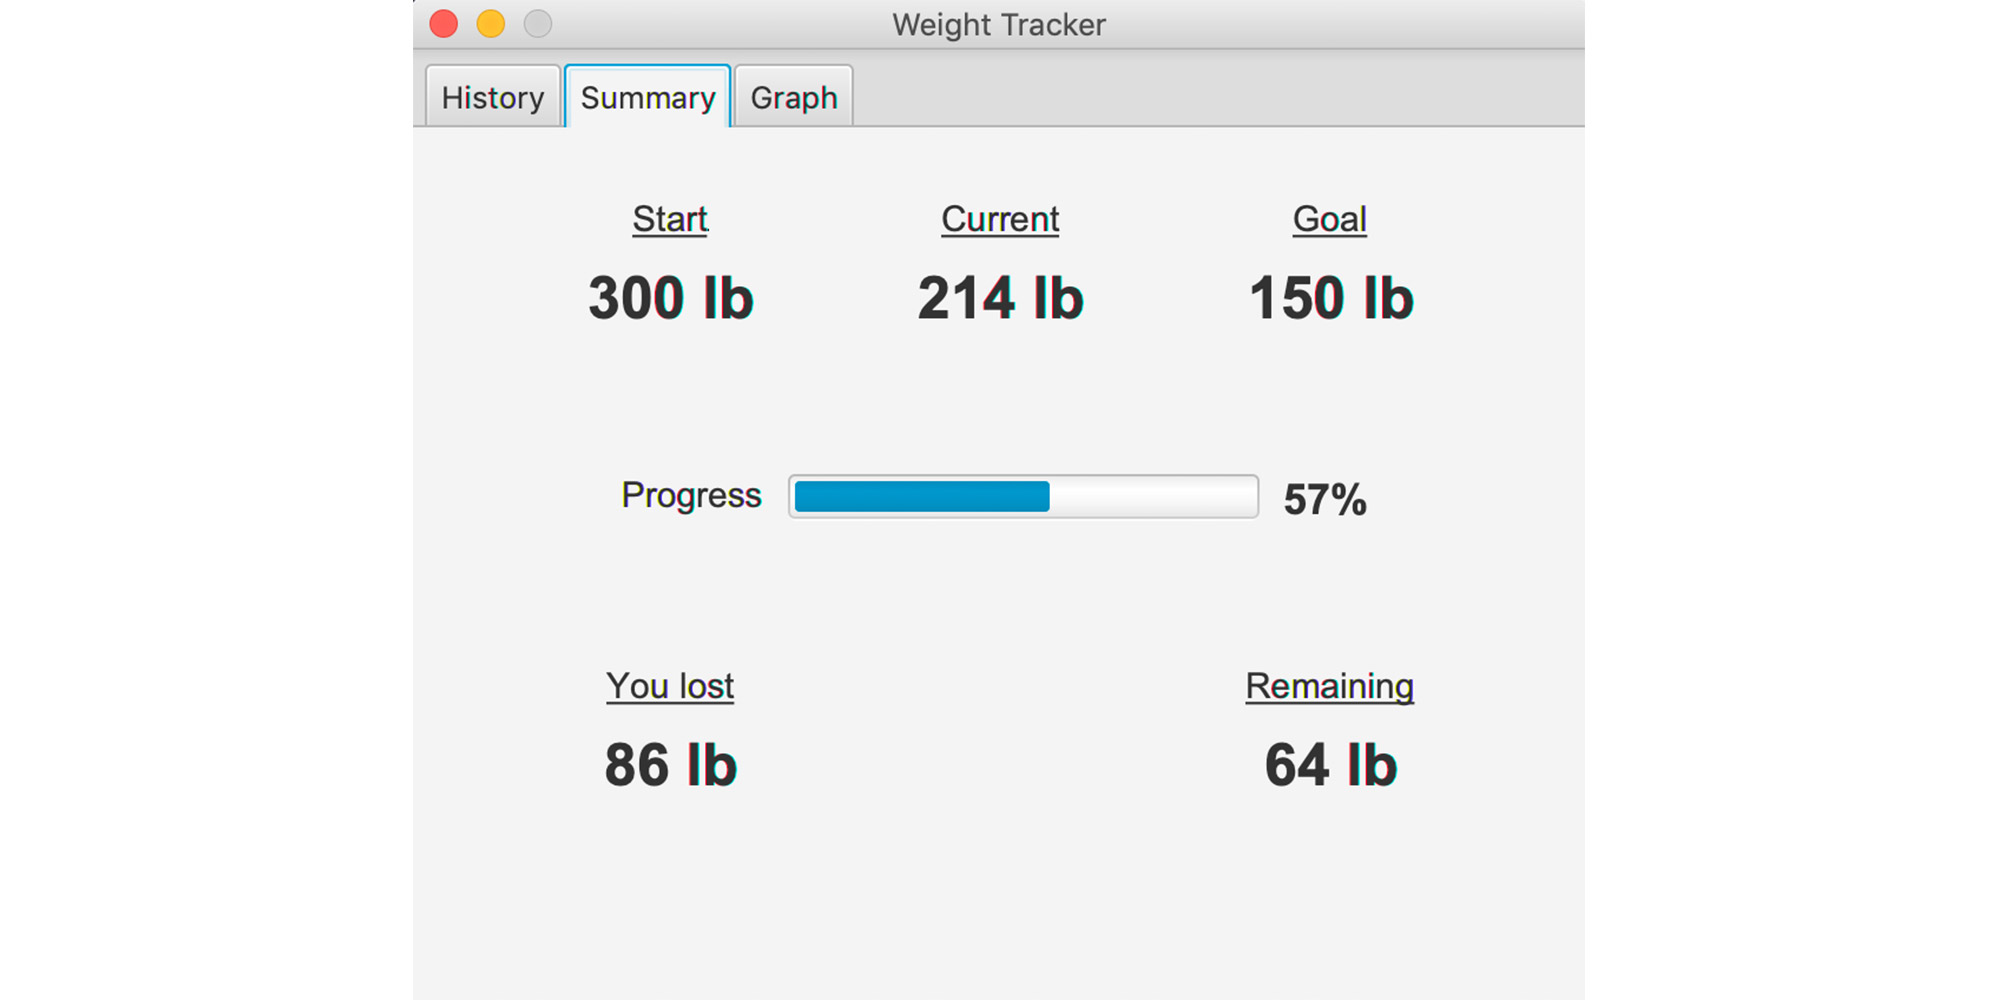 Weight Tracker
History Summary Graph
Start Current Goal
300 lb 214 lb 150 lb
Progress 57%
You lost Remaining
86 lb 64 lb